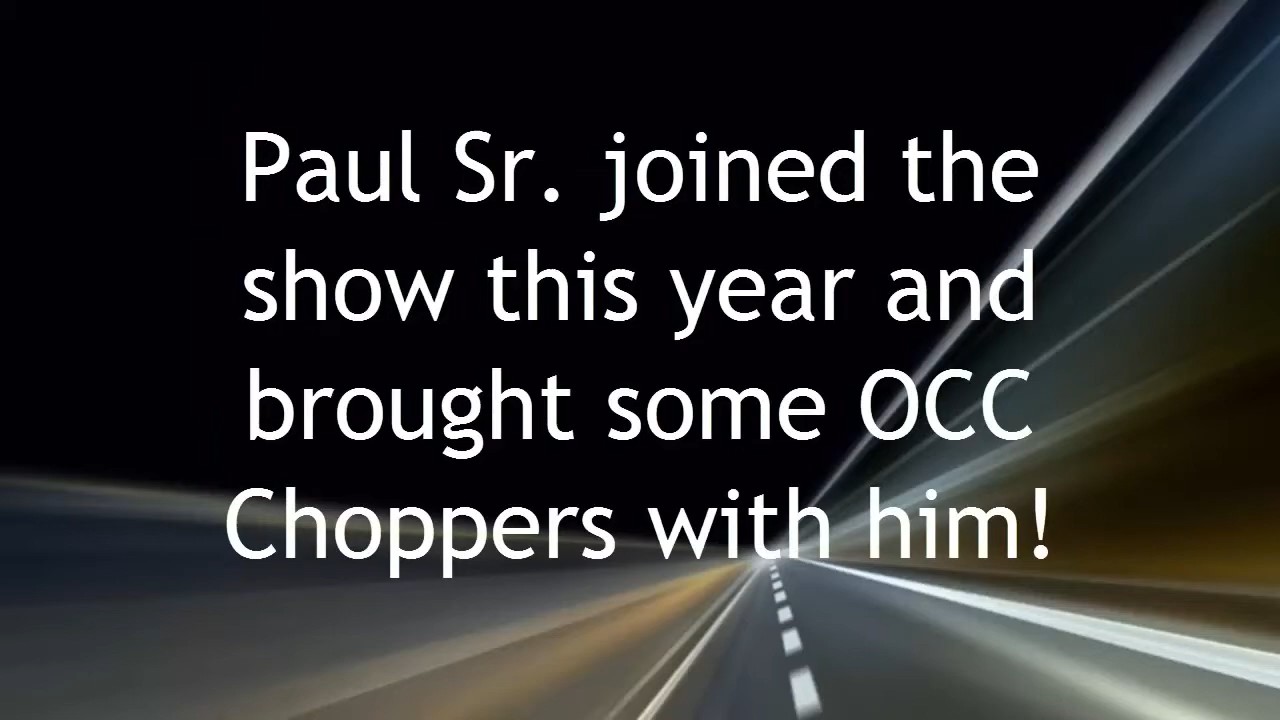 Paul Sr. joined the
show this year and
brought some OCC
Choppers with him!